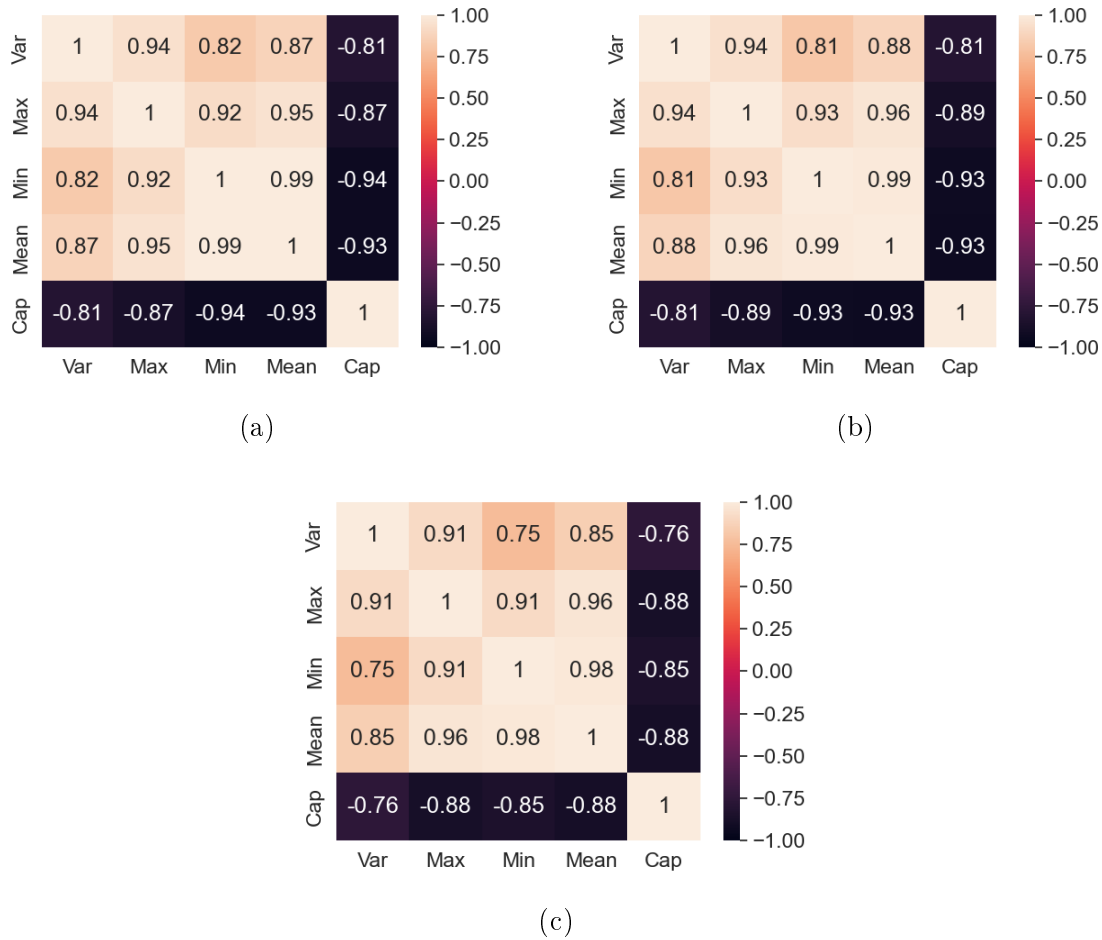 Var 1 0.94 0.82 0.87 -0.81
Max 0.94 1 0.92 0.95 -0.87
Min 0.82 0.92 1 0.99 -0.94
Mean 0.87 0.95 0.99 1 -0.93
Cap -0.81 -0.87 -0.94 -0.93 1
Var Max Min Mean Cap
1.00
0.75
0.50
0.25
0.00
−0.25
−0.50
−0.75
−1.00
(a)
Var 1 0.94 0.81 0.88 -0.81
Max 0.94 1 0.93 0.96 -0.89
Min 0.81 0.93 1 0.99 -0.93
Mean 0.88 0.96 0.99 1 -0.93
Cap -0.81 -0.89 -0.93 -0.93 1
Var Max Min Mean Cap
1.00
0.75
0.50
0.25
0.00
−0.25
−0.50
−0.75
−1.00
(b)
Var 1 0.91 0.75 0.85 -0.76
Max 0.91 1 0.91 0.96 -0.88
Min 0.75 0.91 1 0.98 -0.85
Mean 0.85 0.96 0.98 1 -0.88
Cap -0.76 -0.88 -0.85 -0.88 1
Var Max Min Mean Cap
1.00
0.75
0.50
0.25
0.00
−0.25
−0.50
−0.75
−1.00
(c)